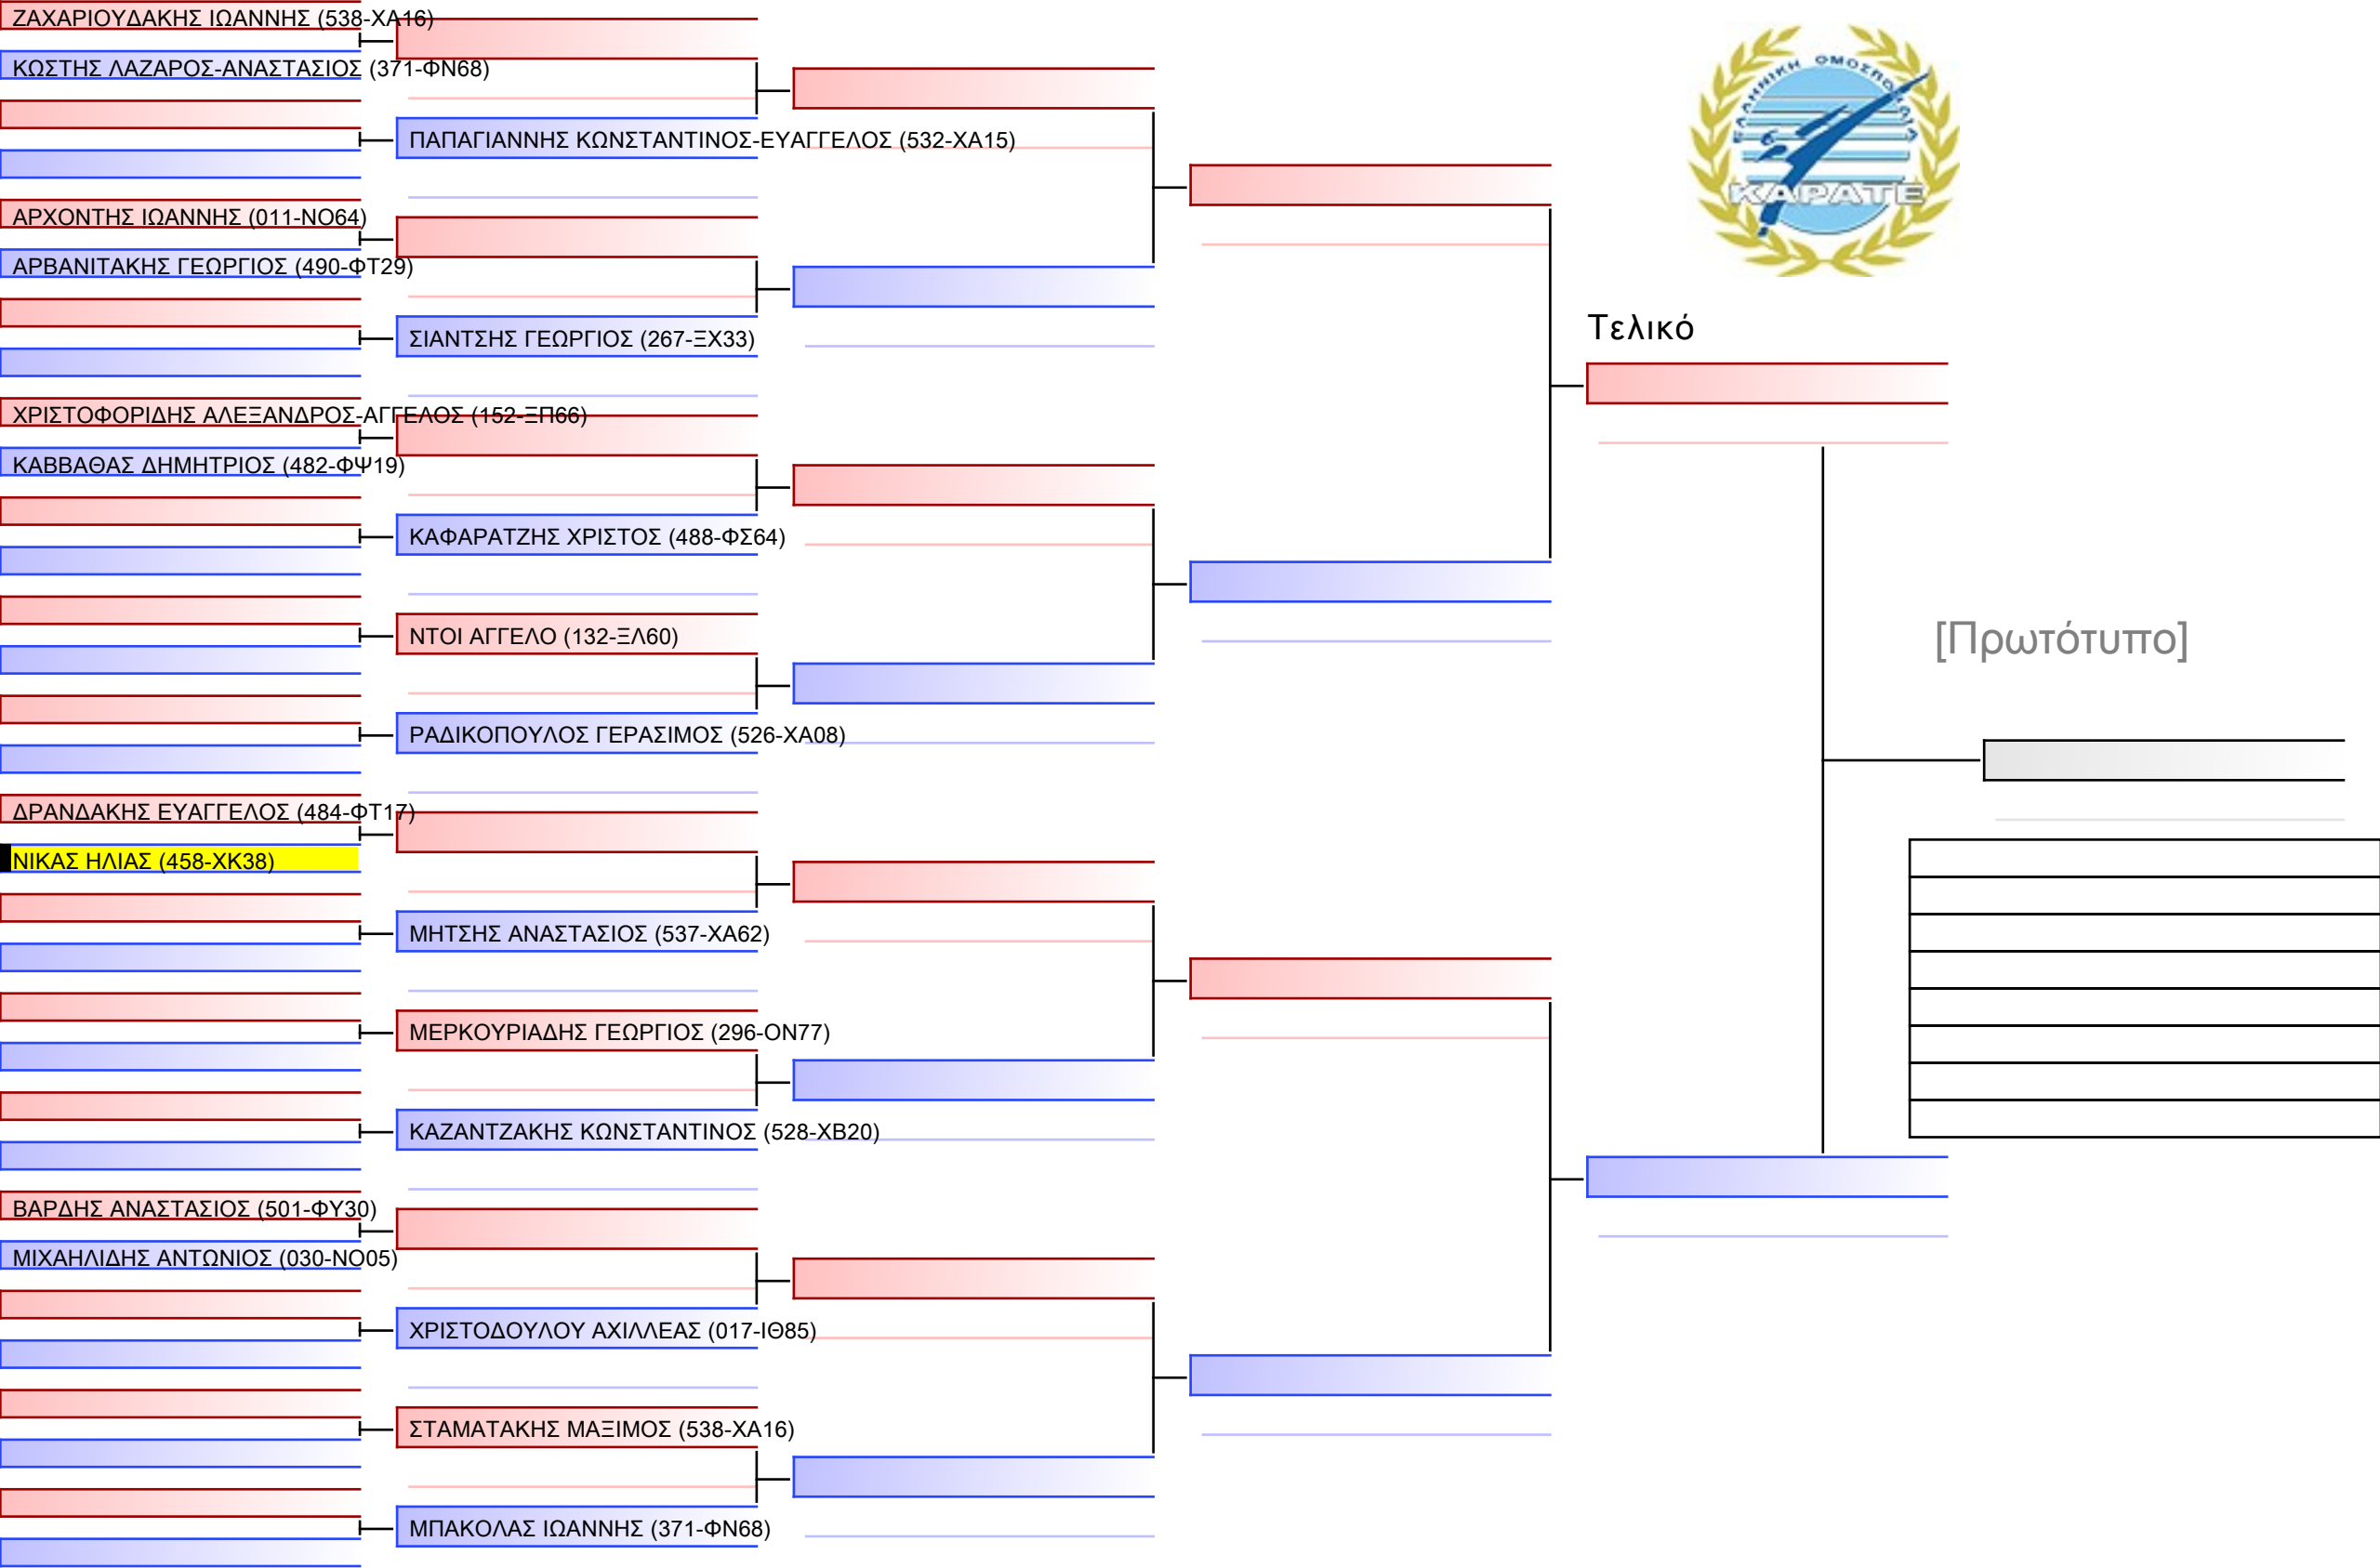 ΖΑΧΑΡΙΟΥΔΑΚΗΣ ΙΩΑΝΝΗΣ (538-ΧΑ16)
ΚΩΣΤΗΣ ΛΑΖΑΡΟΣ-ΑΝΑΣΤΑΣΙΟΣ (371-ΦΝ68)
ΠΑΠΑΓΙΑΝΝΗΣ ΚΩΝΣΤΑΝΤΙΝΟΣ-ΕΥΑΓΓΕΛΟΣ (532-ΧΑ15)
ΑΡΧΟΝΤΗΣ ΙΩΑΝΝΗΣ (011-ΝΟ64)
ΑΡΒΑΝΙΤΑΚΗΣ ΓΕΩΡΓΙΟΣ (490-ΦΤ29)
ΣΙΑΝΤΣΗΣ ΓΕΩΡΓΙΟΣ (267-ΞΧ33)
ΧΡΙΣΤΟΦΟΡΙΔΗΣ ΑΛΕΞΑΝΔΡΟΣ-ΑΓΓΕΛΟΣ (152-ΞΠ66)
ΚΑΒΒΑΘΑΣ ΔΗΜΗΤΡΙΟΣ (482-ΦΨ19)
ΚΑΦΑΡΑΤΖΗΣ ΧΡΙΣΤΟΣ (488-ΦΣ64)
ΝΤΟΙ ΑΓΓΕΛΟ (132-ΞΛ60)
ΡΑΔΙΚΟΠΟΥΛΟΣ ΓΕΡΑΣΙΜΟΣ (526-ΧΑ08)
ΔΡΑΝΔΑΚΗΣ ΕΥΑΓΓΕΛΟΣ (484-ΦΤ17)
ΝΙΚΑΣ ΗΛΙΑΣ (458-ΧΚ38)
ΜΗΤΣΗΣ ΑΝΑΣΤΑΣΙΟΣ (537-ΧΑ62)
ΜΕΡΚΟΥΡΙΑΔΗΣ ΓΕΩΡΓΙΟΣ (296-ΟΝ77)
ΚΑΖΑΝΤΖΑΚΗΣ ΚΩΝΣΤΑΝΤΙΝΟΣ (528-ΧΒ20)
ΒΑΡΔΗΣ ΑΝΑΣΤΑΣΙΟΣ (501-ΦΥ30)
ΜΙΧΑΗΛΙΔΗΣ ΑΝΤΩΝΙΟΣ (030-ΝΟ05)
ΧΡΙΣΤΟΔΟΥΛΟΥ ΑΧΙΛΛΕΑΣ (017-ΙΘ85)
ΣΤΑΜΑΤΑΚΗΣ ΜΑΞΙΜΟΣ (538-ΧΑ16)
ΜΠΑΚΟΛΑΣ ΙΩΑΝΝΗΣ (371-ΦΝ68)
ΕΛΛΗΝΙΚΗ ΟΜΟΣΠΟΝΔΙΑ
ΚΑΡΑΤΕ
Τελικό
[Πρωτότυπο]